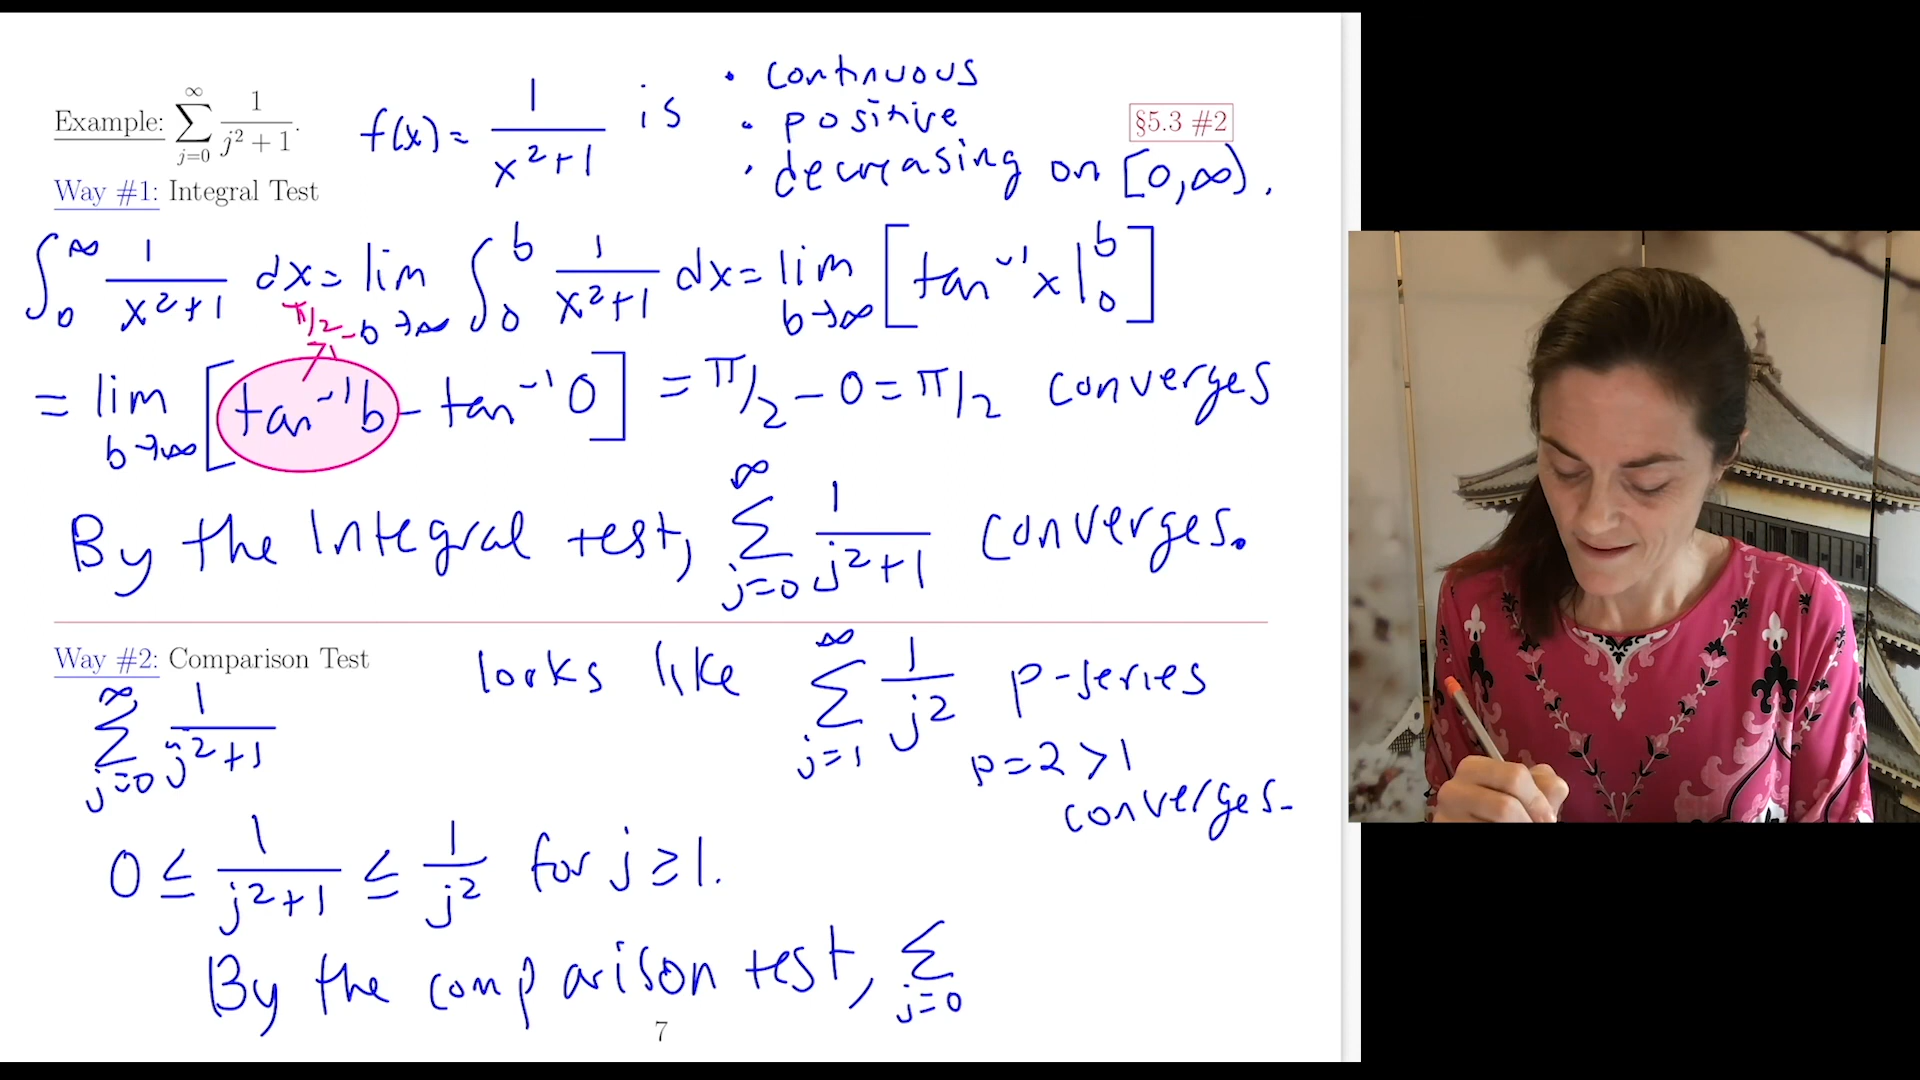 Example: ∑_{j=0}^{∞} 1/(j²+1). f(x) = 1/(x²+1) is • continuous
• positive
• decreasing on [0,∞).
§5.3 #2
Way #1: Integral Test
∫_0^∞ 1/(x²+1) dx = lim_{b→∞} ∫_0^b 1/(x²+1) dx = lim_{b→∞} [tan⁻¹x|_0^b]
π/2
= lim_{b→∞} [tan⁻¹b - tan⁻¹0] = π/2 - 0 = π/2 converges
By the Integral test, ∑_{j=0}^{∞} 1/(j²+1) converges.
Way #2: Comparison Test
∑_{j=0}^{∞} 1/(j²+1) looks like ∑_{j=1}^{∞} 1/j² p-series
p=2>1
converges.
0 ≤ 1/(j²+1) ≤ 1/j² for j≥1.
By the comparison test, ∑_{j=0}
7